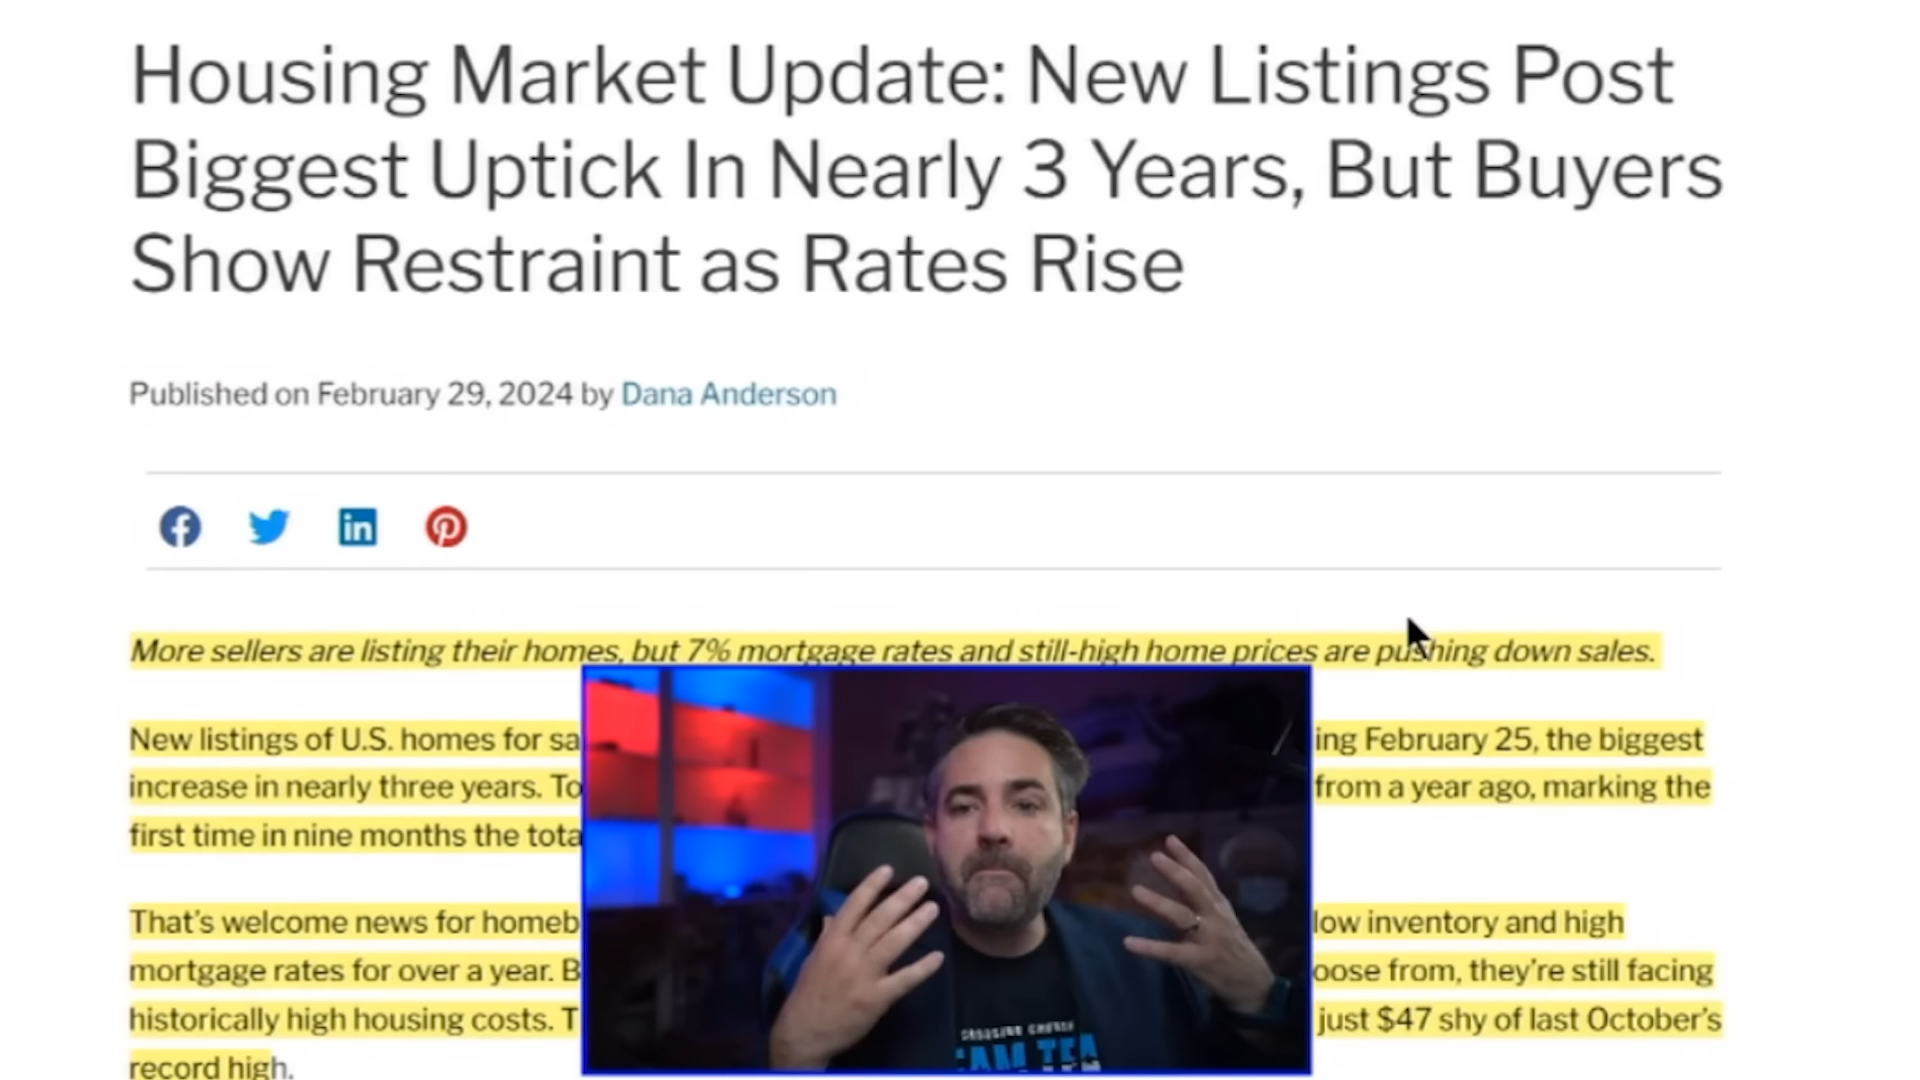 Housing Market Update: New Listings Post
Biggest Uptick In Nearly 3 Years, But Buyers
Show Restraint as Rates Rise
Published on February 29, 2024 by Dana Anderson
in
More sellers are listing their homes, but 7% mortgage rates and still-high home prices are pushing down sales.
New listings of U.S. homes for sa ing February 25, the biggest
increase in nearly three years. To from a year ago, marking the
first time in nine months the tota
That's welcome news for homeb low inventory and high
mortgage rates for over a year. B oose from, they're still facing
historically high housing costs. T just $47 shy of last October's
record high.